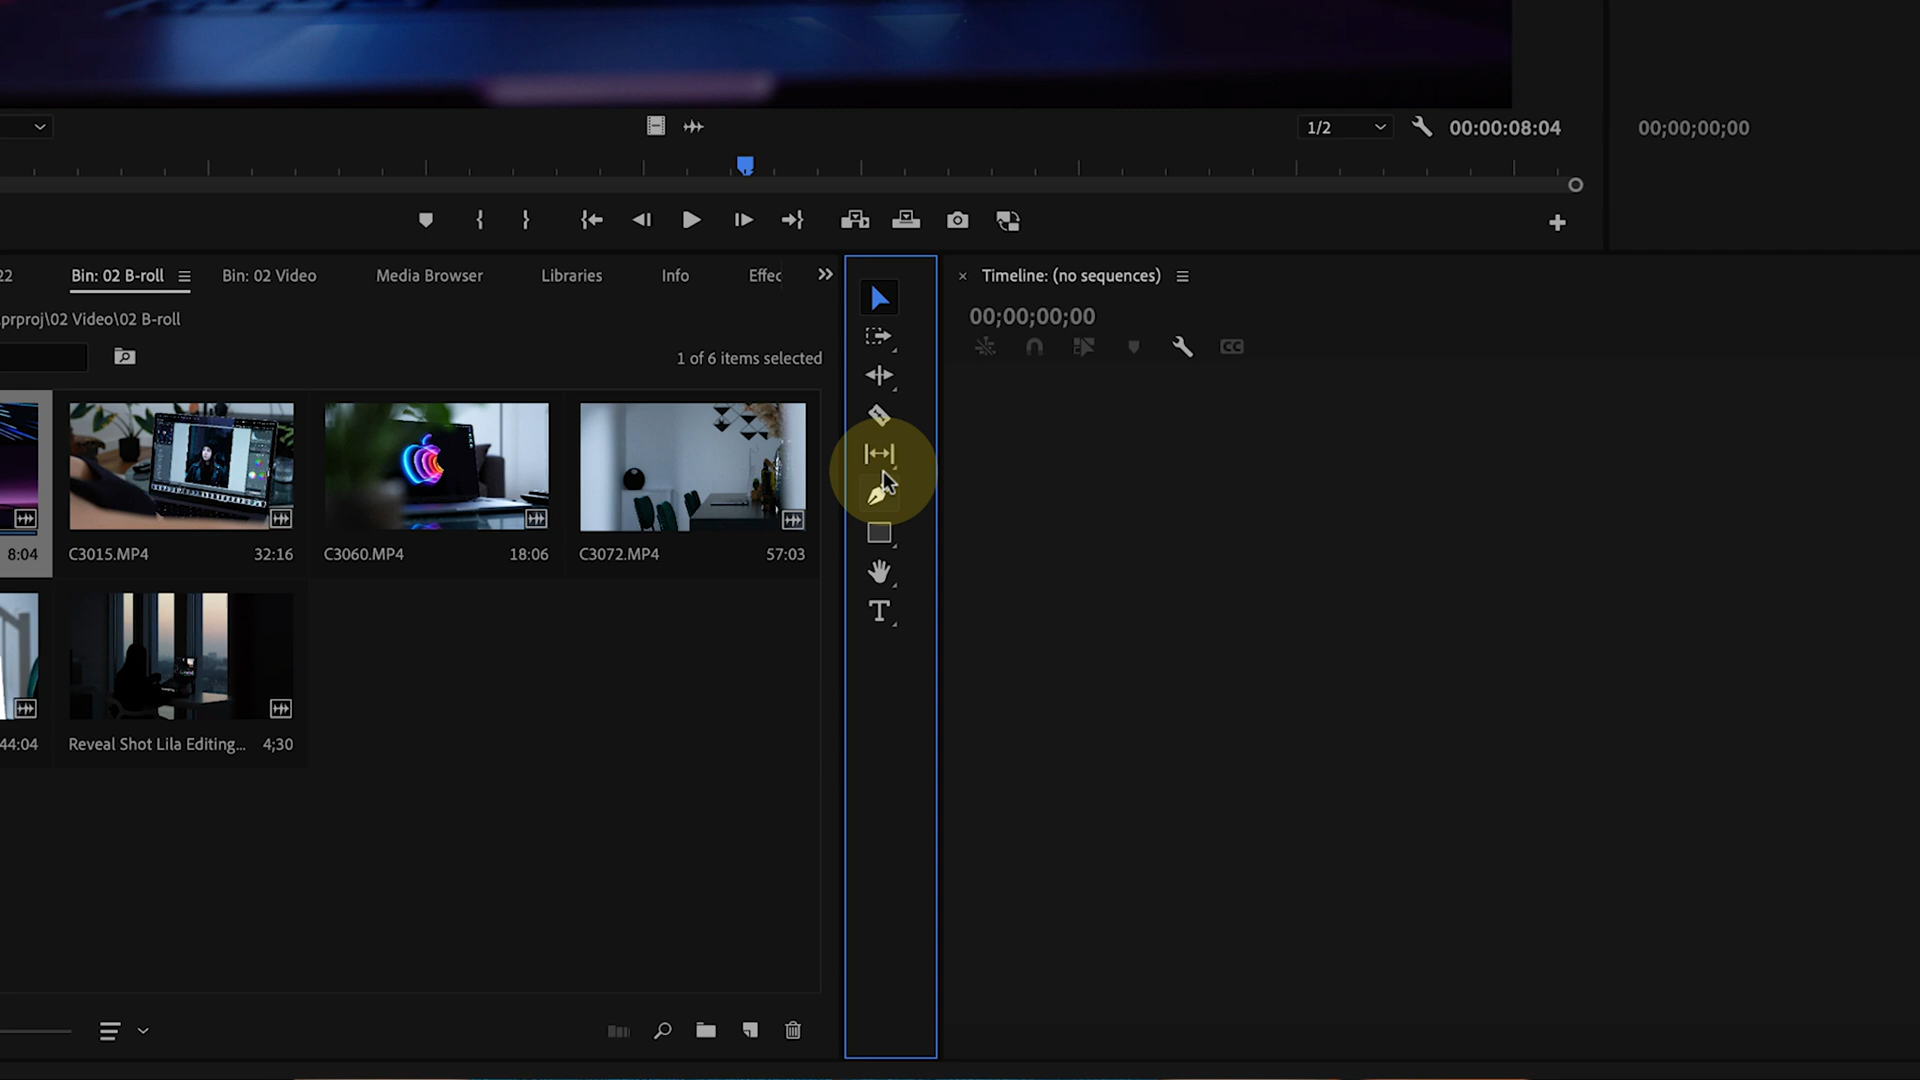 1/2
00:00:08:04
00;00;00;00
22
Bin: 02 B-roll
Bin: 02 Video
Media Browser
Libraries
Info
Effec
Timeline: (no sequences)
.prproj\02 Video\02 B-roll
00;00;00;00
1 of 6 items selected
CC
8:04
C3015.MP4
32:16
C3060.MP4
18:06
C3072.MP4
57:03
T
44:04
Reveal Shot Lila Editing...
4;30